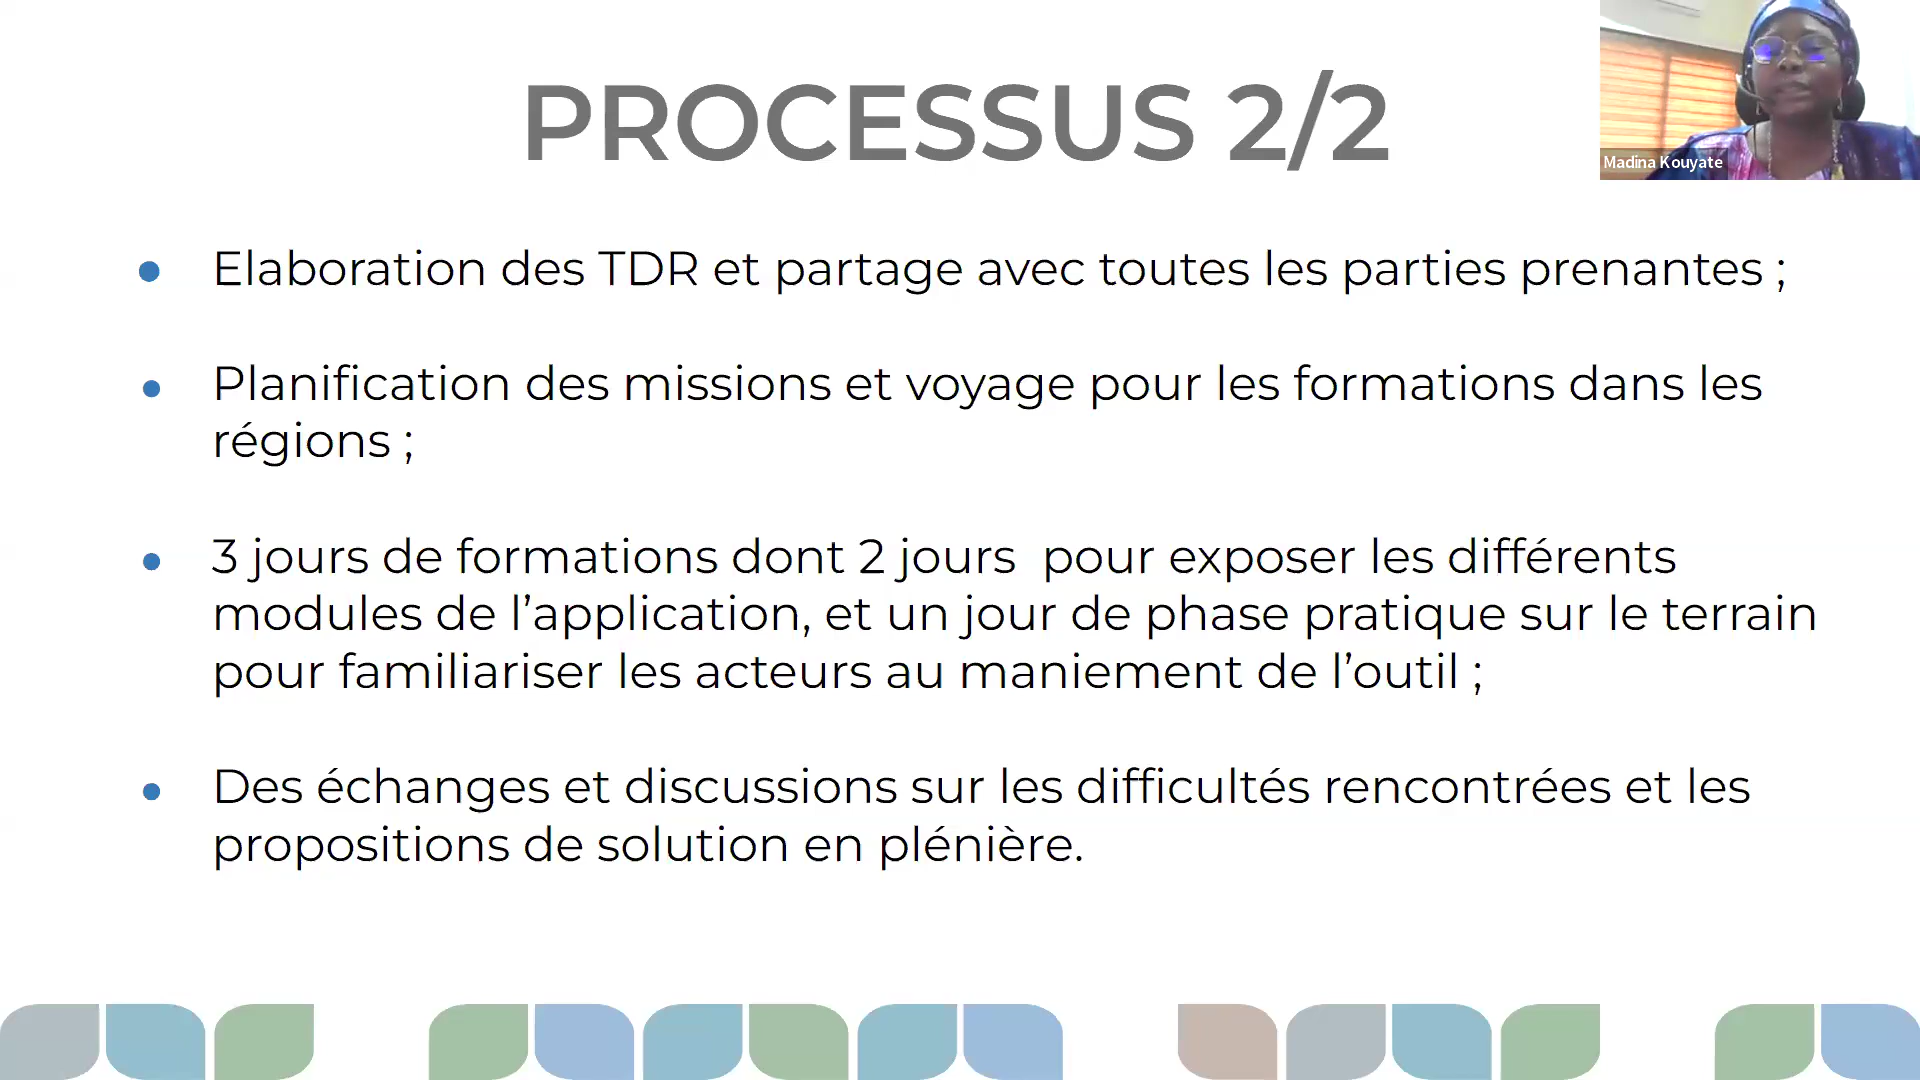 PROCESSUS 2/2
Madina Kouyate
• Elaboration des TDR et partage avec toutes les parties prenantes ;
• Planification des missions et voyage pour les formations dans les
régions ;
• 3 jours de formations dont 2 jours  pour exposer les différents
modules de l’application, et un jour de phase pratique sur le terrain
pour familiariser les acteurs au maniement de l’outil ;
• Des échanges et discussions sur les difficultés rencontrées et les
propositions de solution en plénière.